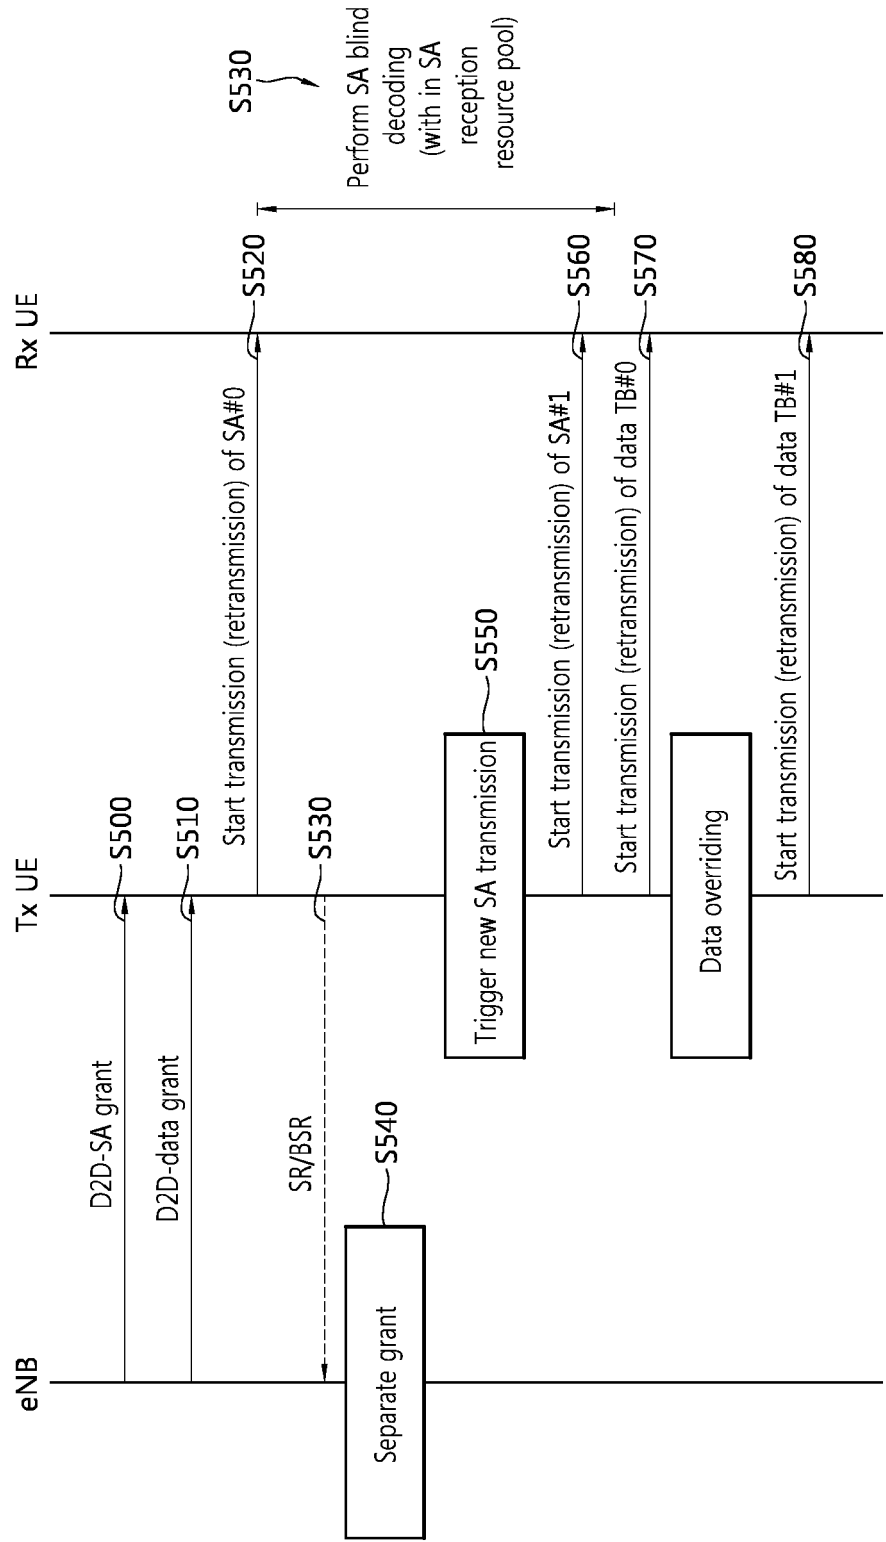 eNB
Tx UE
Rx UE
D2D-SA grant
S500
D2D-data grant
S510
Start transmission (retransmission) of SA#0
S520
S530
Perform SA blind
decoding
(with in SA
reception
resource pool)
SR/BSR
S530
Separate grant
S540
Trigger new SA transmission
S550
Start transmission (retransmission) of SA#1
S560
Start transmission (retransmission) of data TB#0
S570
Data overriding
Start transmission (retransmission) of data TB#1
S580